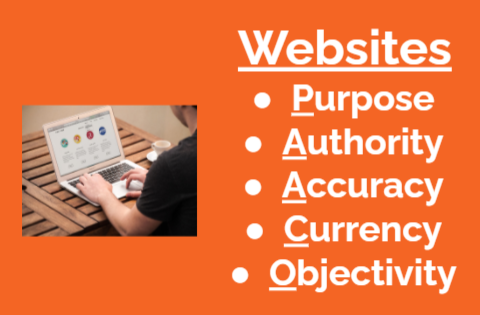 Websites
● Purpose
● Authority
● Accuracy
● Currency
● Objectivity